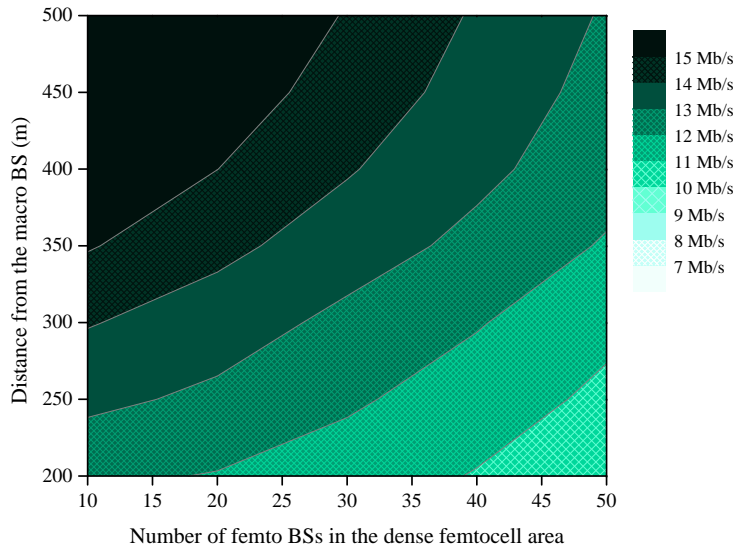 500
450
400
350
300
250
200
10
15
20
25
30
35
40
45
50
Distance from the macro BS (m)
Number of femto BSs in the dense femtocell area
15 Mb/s
14 Mb/s
13 Mb/s
12 Mb/s
11 Mb/s
10 Mb/s
9 Mb/s
8 Mb/s
7 Mb/s